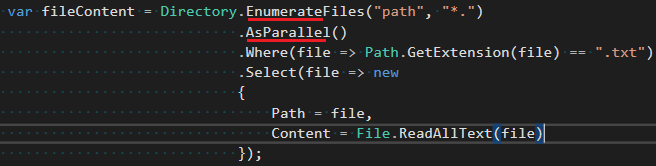 var fileContent = Directory.EnumerateFiles("path", "*.")
.AsParallel()
.Where(file => Path.GetExtension(file) == ".txt")
.Select(file => new
{
Path = file,
Content = File.ReadAllText(file)
});